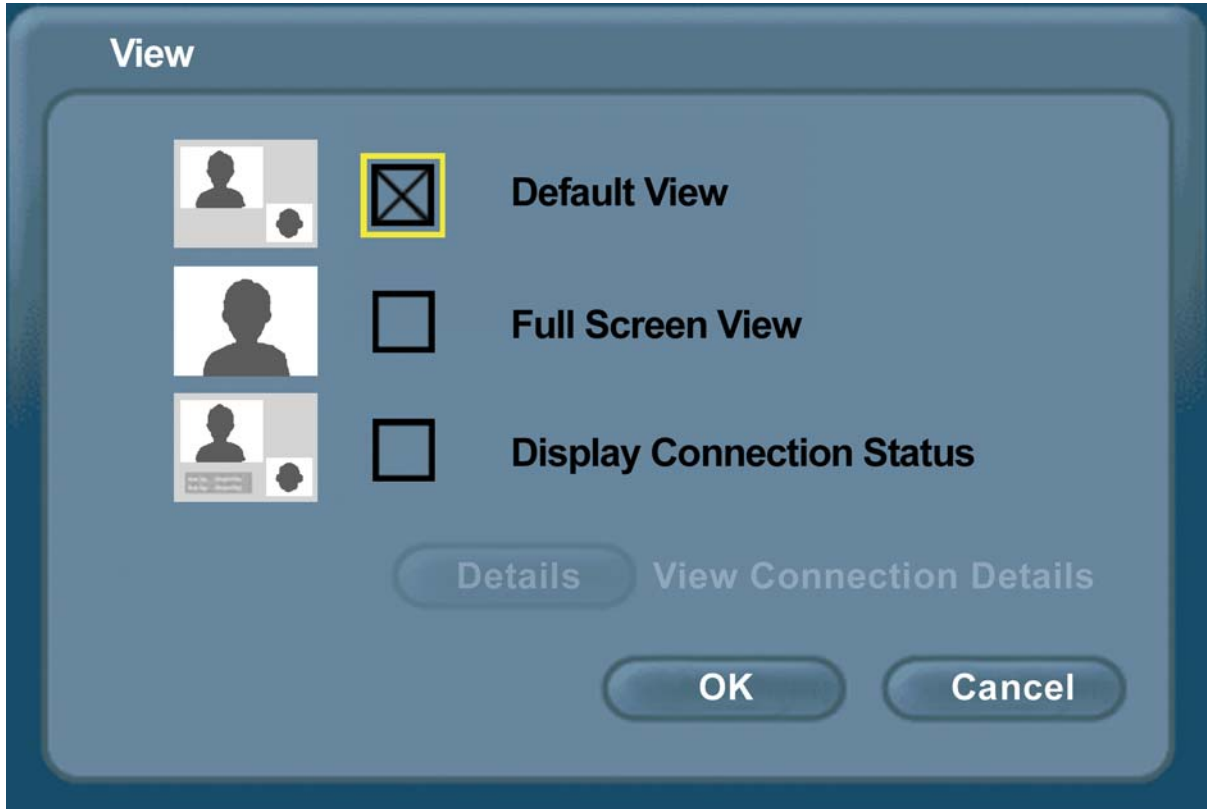 View
Default View
Full Screen View
Display Connection Status
Details View Connection Details
OK Cancel